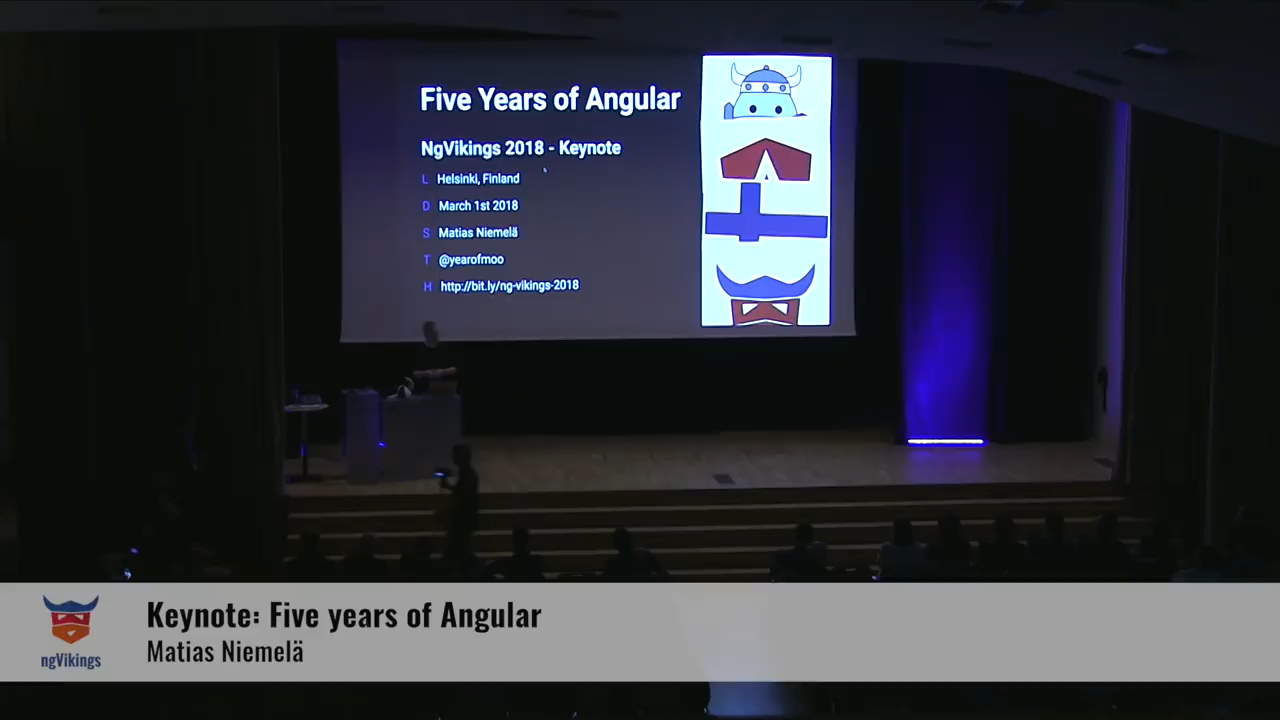 Five Years of Angular
NgVikings 2018 - Keynote
L Helsinki, Finland
D March 1st 2018
S Matias Niemelä
T @yearofmoo
H http://bit.ly/ng-vikings-2018
Keynote: Five years of Angular
Matias Niemelä
ngVikings